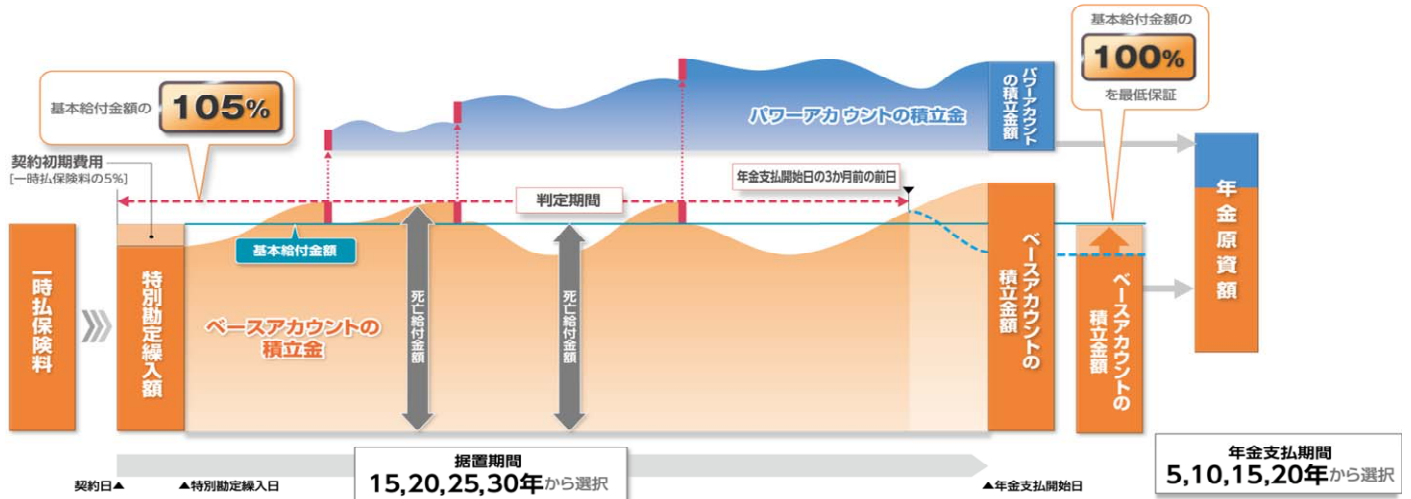 基本給付金額の
105%
契約初期費用
[一時払保険料の5%]
一時払保険料
特別勘定繰入額
基本給付金額
ベースアカウントの
積立金
死亡給付金額
判定期間
死亡給付金額
パワーアカウントの積立金
年金支払開始日の3か月前の前日
パワーアカウント
の積立金額
ベースアカウントの
積立金額
基本給付金額の
100%
を最低保証
ベースアカウントの
積立金額
年金原資額
契約日▲
▲特別勘定繰入日
据置期間
15,20,25,30年から選択
▲年金支払開始日
年金支払期間
5,10,15,20年から選択